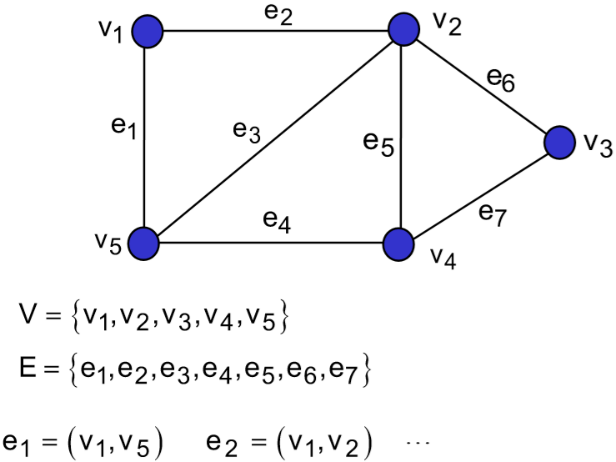 e₂
v₁ v₂
e₆
e₁ e₃ e₅ v₃
e₄ e₇
v₅ v₄
V = {v₁,v₂,v₃,v₄,v₅}
E = {e₁,e₂,e₃,e₄,e₅,e₆,e₇}
e₁ = (v₁,v₅) e₂ = (v₁,v₂) ⋯